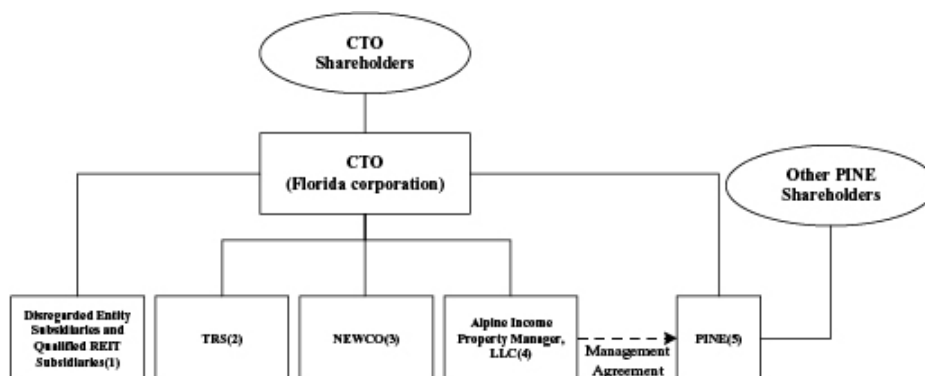 CTO
Shareholders
CTO
(Florida corporation)
Other PINE
Shareholders
Disregarded Entity
Subsidiaries and
Qualified REIT
Subsidiaries(1)
TRS(2)
NEWCO(3)
Alpine Income
Property Manager,
LLC(4)
Management
Agreement
PINE(5)